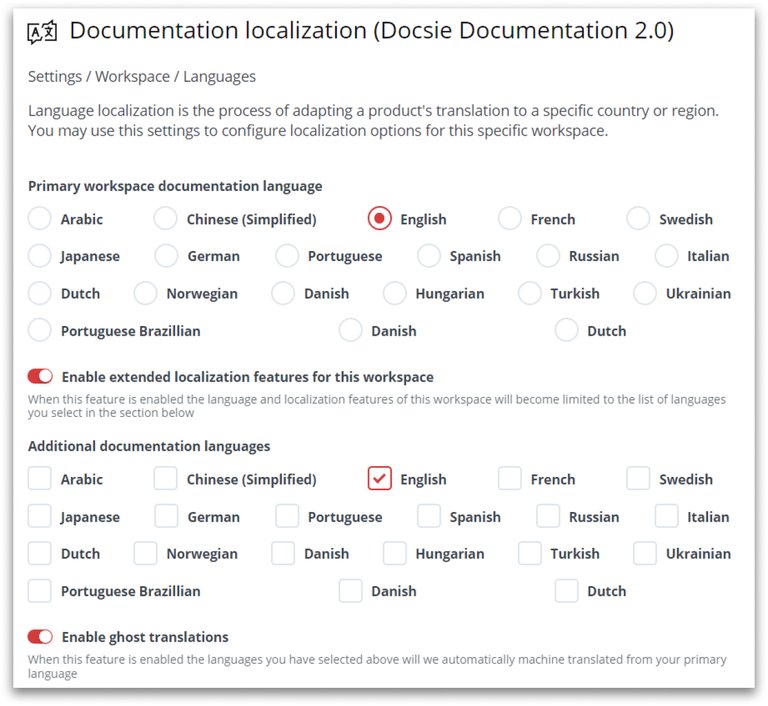 Documentation localization (Docsie Documentation 2.0)
Settings / Workspace / Languages
Language localization is the process of adapting a product's translation to a specific country or region.
You may use this settings to configure localization options for this specific workspace.
Primary workspace documentation language
Arabic Chinese (Simplified) English French Swedish
Japanese German Portuguese Spanish Russian Italian
Dutch Norwegian Danish Hungarian Turkish Ukrainian
Portuguese Brazillian Danish Dutch
Enable extended localization features for this workspace
When this feature is enabled the language and localization features of this workspace will become limited to the list of languages
you select in the section below
Additional documentation languages
Arabic Chinese (Simplified) English French Swedish
Japanese German Portuguese Spanish Russian Italian
Dutch Norwegian Danish Hungarian Turkish Ukrainian
Portuguese Brazillian Danish Dutch
Enable ghost translations
When this feature is enabled the languages you have selected above will we automatically machine translated from your primary
language